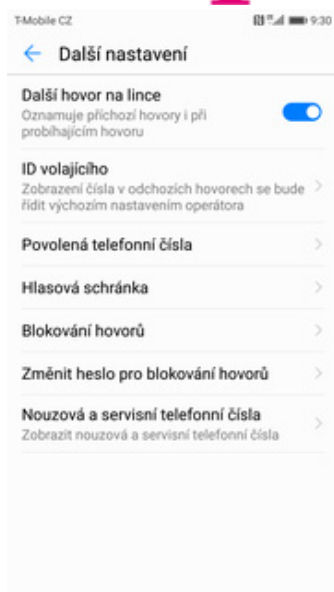 T-Mobile CZ 9:30
Další nastavení
Další hovor na lince
Oznamuje příchozí hovory i při
probíhajícím hovoru
ID volajícího
Zobrazení čísla v odchozích hovorech se bude
řídit výchozím nastavením operátora
Povolená telefonní čísla
Hlasová schránka
Blokování hovorů
Změnit heslo pro blokování hovorů
Nouzová a servisní telefonní čísla
Zobrazit nouzová a servisní telefonní čísla